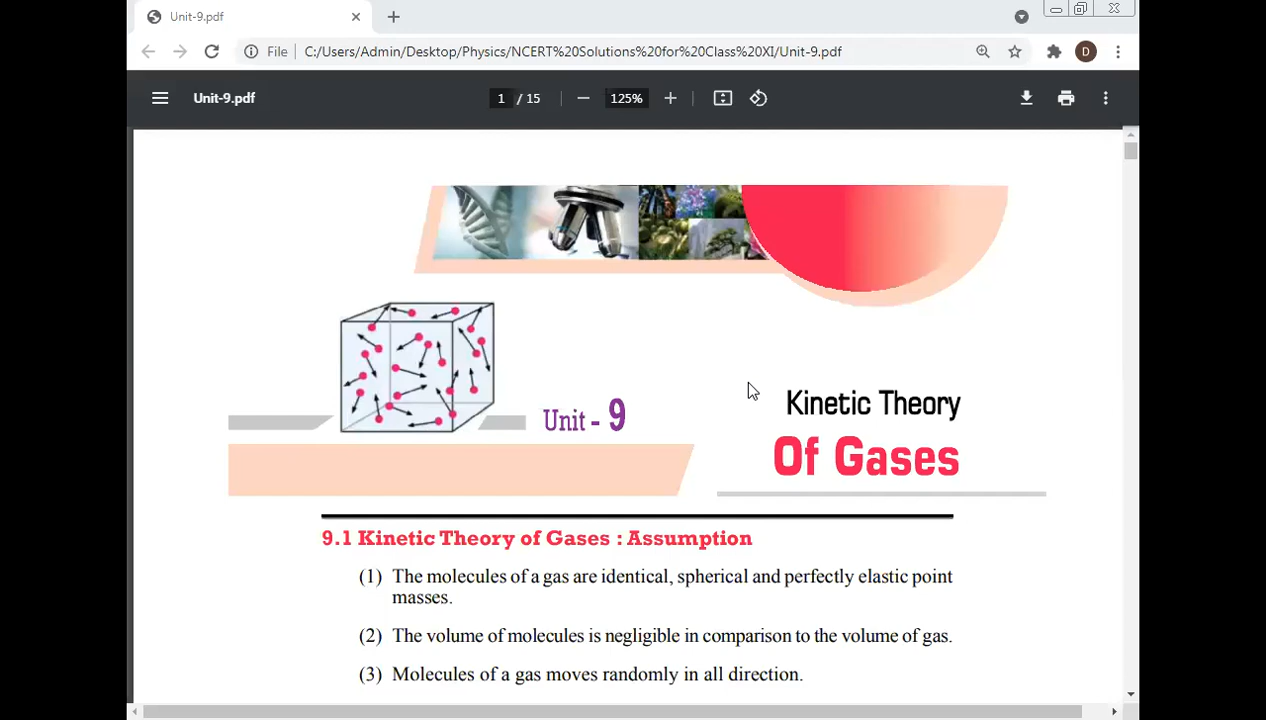 Unit-9.pdf
File C:/Users/Admin/Desktop/Physics/NCERT%20Solutions%20for%20Class%20XI/Unit-9.pdf D
Unit-9.pdf 1 / 15 125%
Unit - 9
Kinetic Theory
Of Gases
9.1 Kinetic Theory of Gases : Assumption
(1) The molecules of a gas are identical, spherical and perfectly elastic point
masses.
(2) The volume of molecules is negligible in comparison to the volume of gas.
(3) Molecules of a gas moves randomly in all direction.